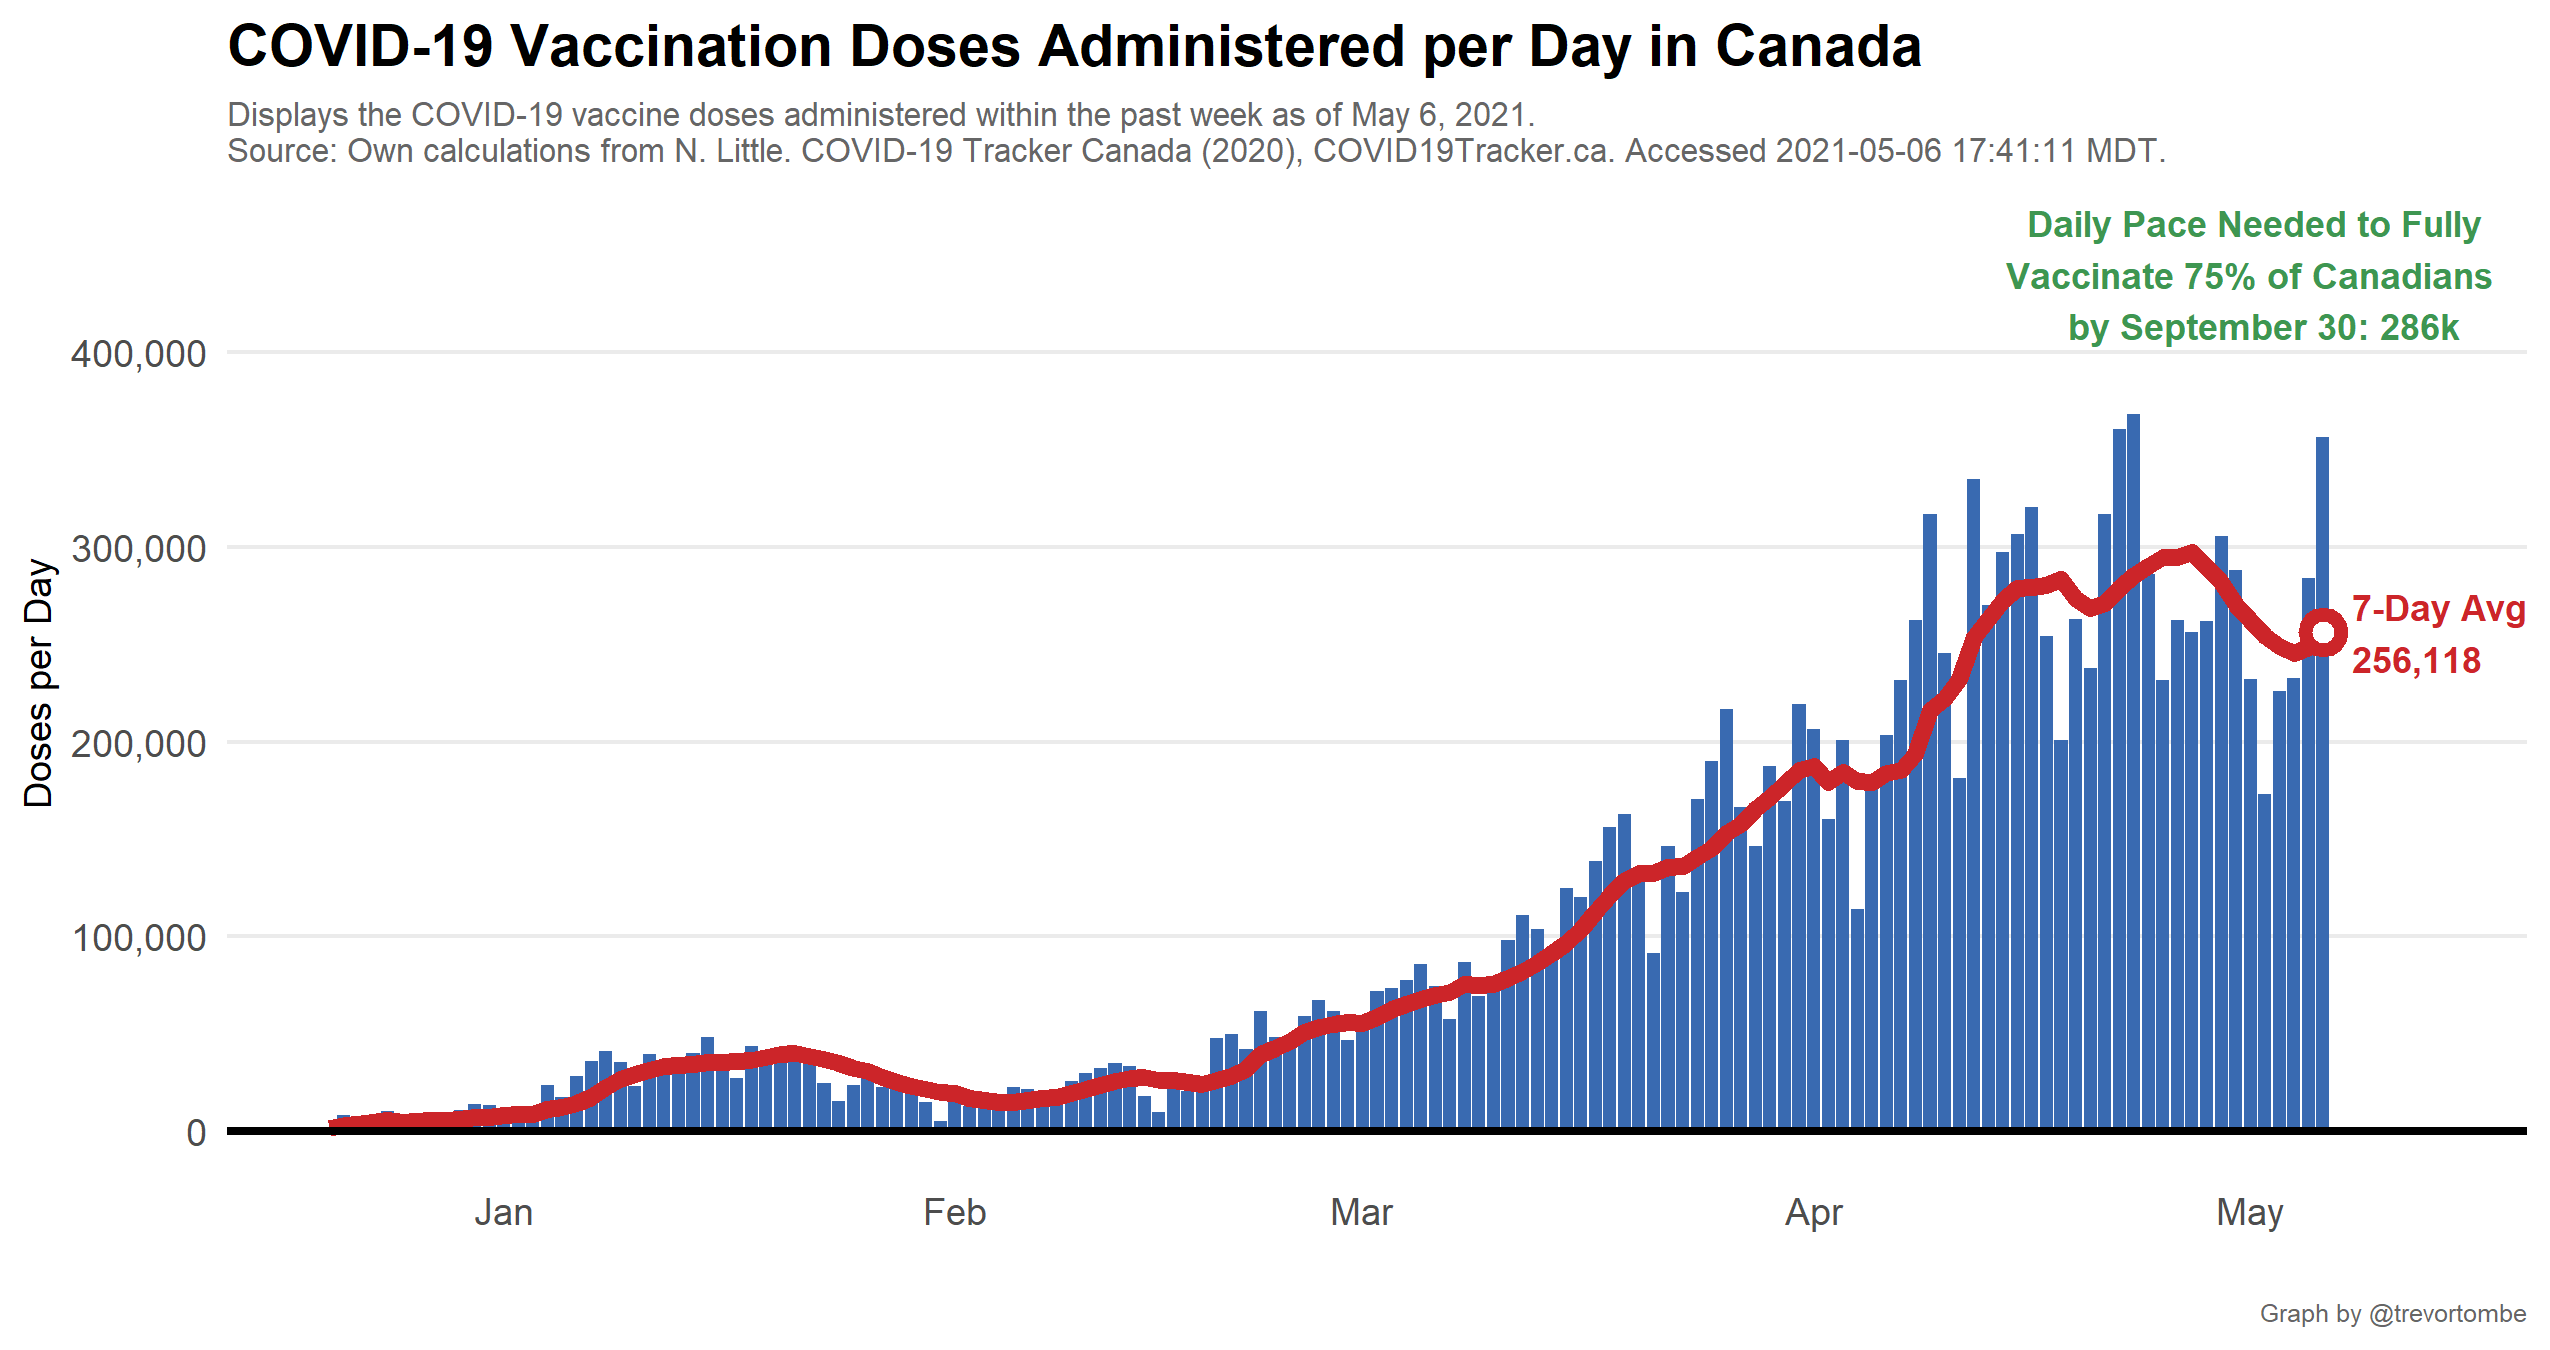 COVID-19 Vaccination Doses Administered per Day in Canada
Displays the COVID-19 vaccine doses administered within the past week as of May 6, 2021.
Source: Own calculations from N. Little. COVID-19 Tracker Canada (2020), COVID19Tracker.ca. Accessed 2021-05-06 17:41:11 MDT.
Daily Pace Needed to Fully
Vaccinate 75% of Canadians
by September 30: 286k
400,000
300,000
200,000
100,000
0
Doses per Day
7-Day Avg
256,118
Jan
Feb
Mar
Apr
May
Graph by @trevortombe